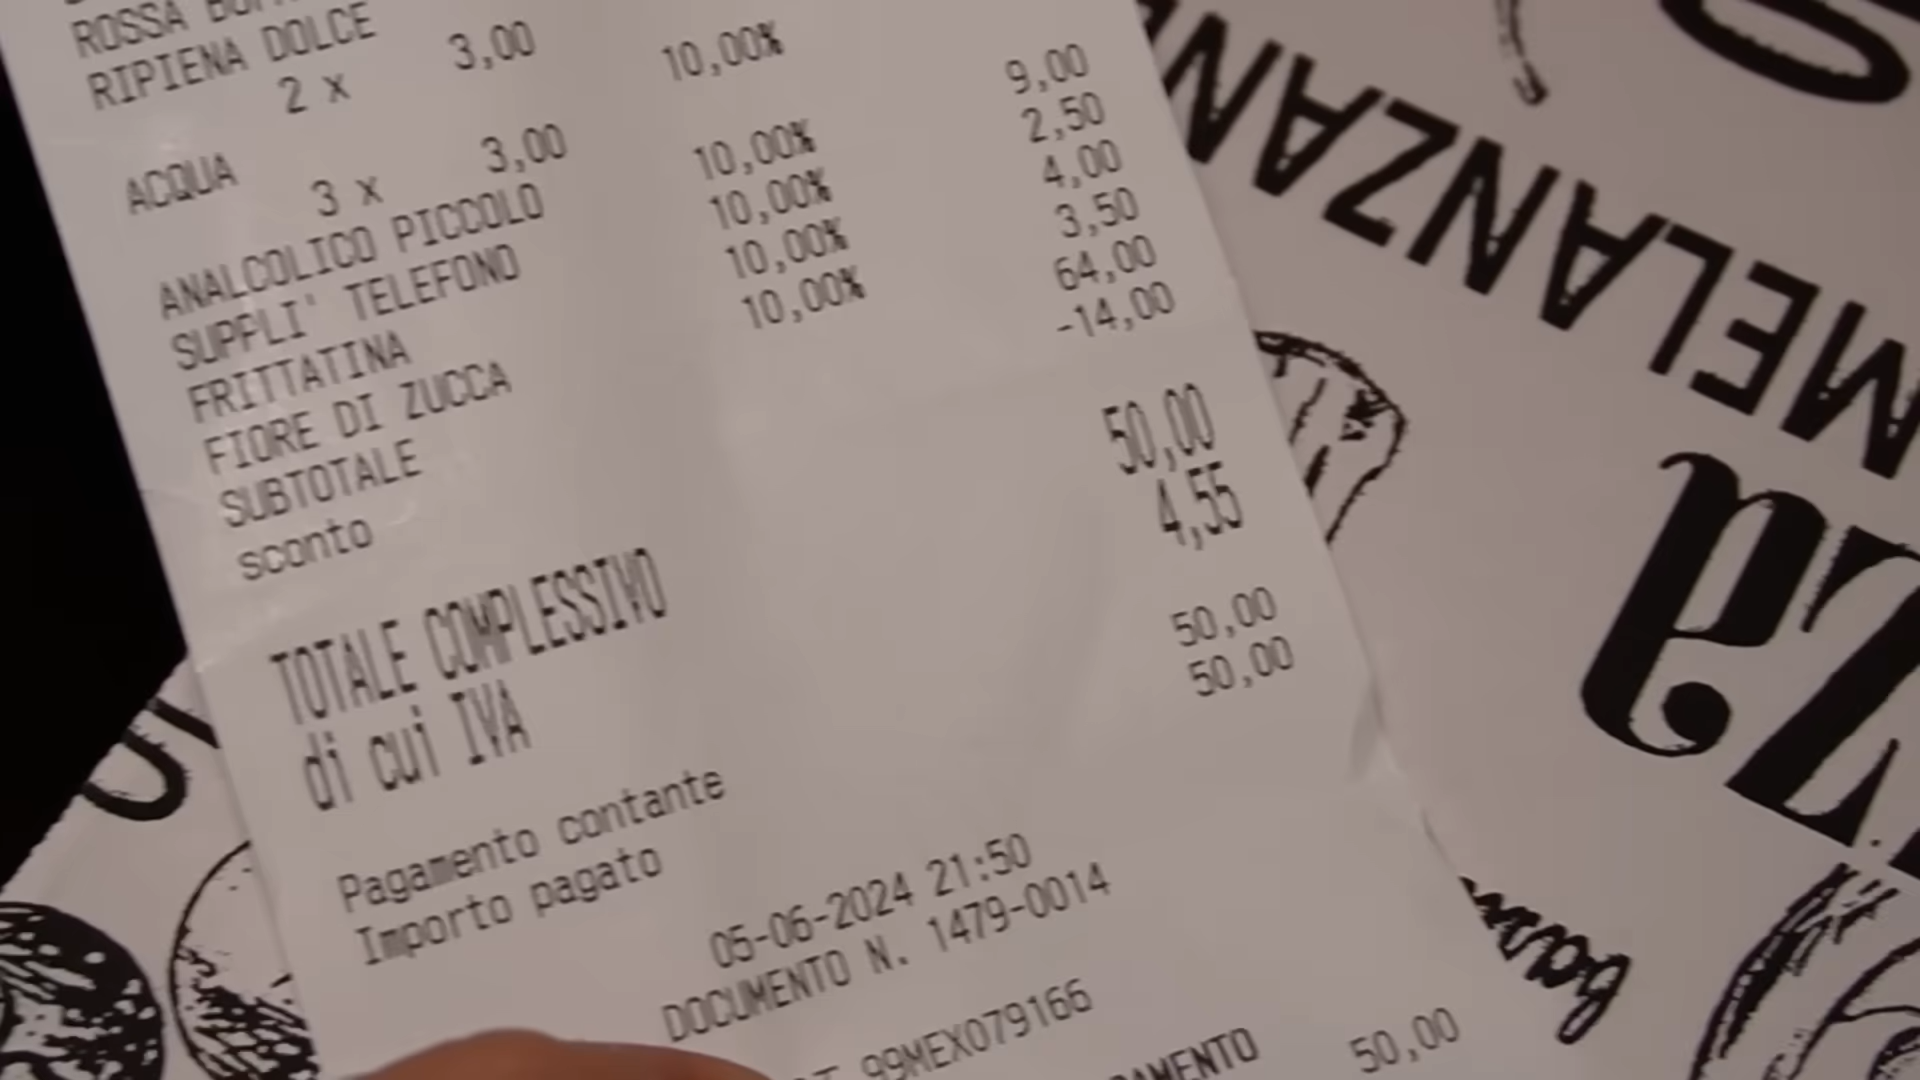 ROSSA
RIPIENA DOLCE
2 x 3,00
ACQUA 10,00%
3 x 3,00
ANALCOLICO PICCOLO 10,00% 9,00
SUPPLI' TELEFONO 10,00% 2,50
FRITTATINA 10,00% 4,00
FIORE DI ZUCCA 10,00% 3,50
SUBTOTALE 64,00
sconto -14,00
TOTALE COMPLESSIVO 50,00
di cui IVA 4,55
Pagamento contante 50,00
Importo pagato 50,00
05-06-2024 21:50
DOCUMENTO N. 1479-0014
99MEX079166
50,00
MELANZAN
za